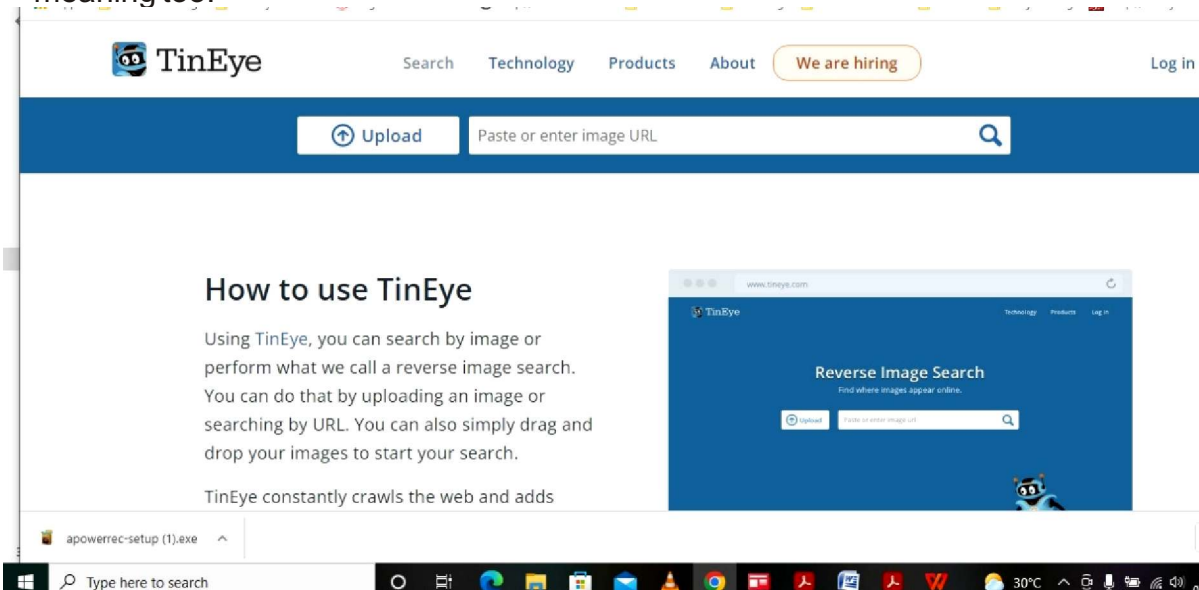 meaning too.
TinEye
Search Technology Products About We are hiring Log in
Upload Paste or enter image URL
How to use TinEye
Using TinEye, you can search by image or
perform what we call a reverse image search.
You can do that by uploading an image or
searching by URL. You can also simply drag and
drop your images to start your search.
TinEye constantly crawls the web and adds
www.tineye.com
TinEye Technology Products Log in
Reverse Image Search
Find where images appear online.
Upload Paste or enter image url
apowerrec-setup (1).exe
Type here to search 30°C